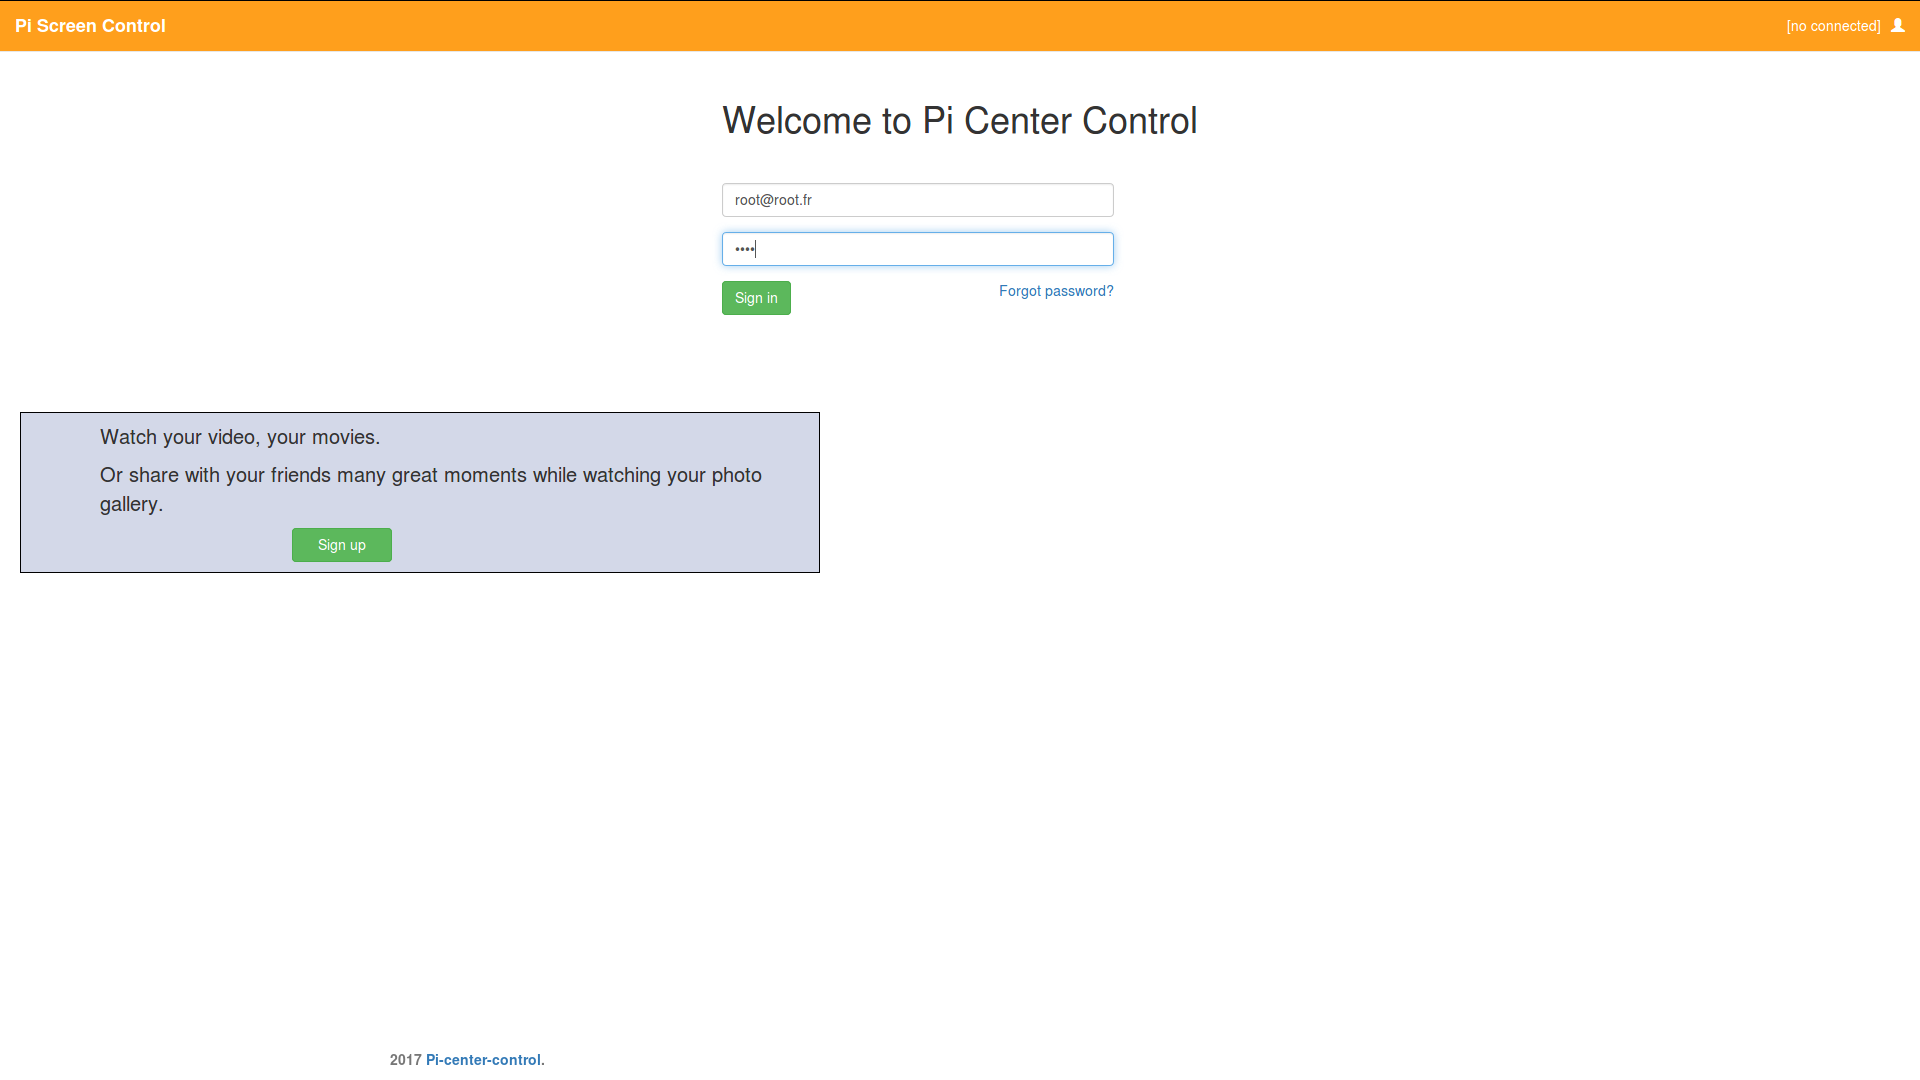 Pi Screen Control
[no connected]
Welcome to Pi Center Control
root@root.fr
••••
Sign in
Forgot password?
Watch your video, your movies.
Or share with your friends many great moments while watching your photo
gallery.
Sign up
2017 Pi-center-control.